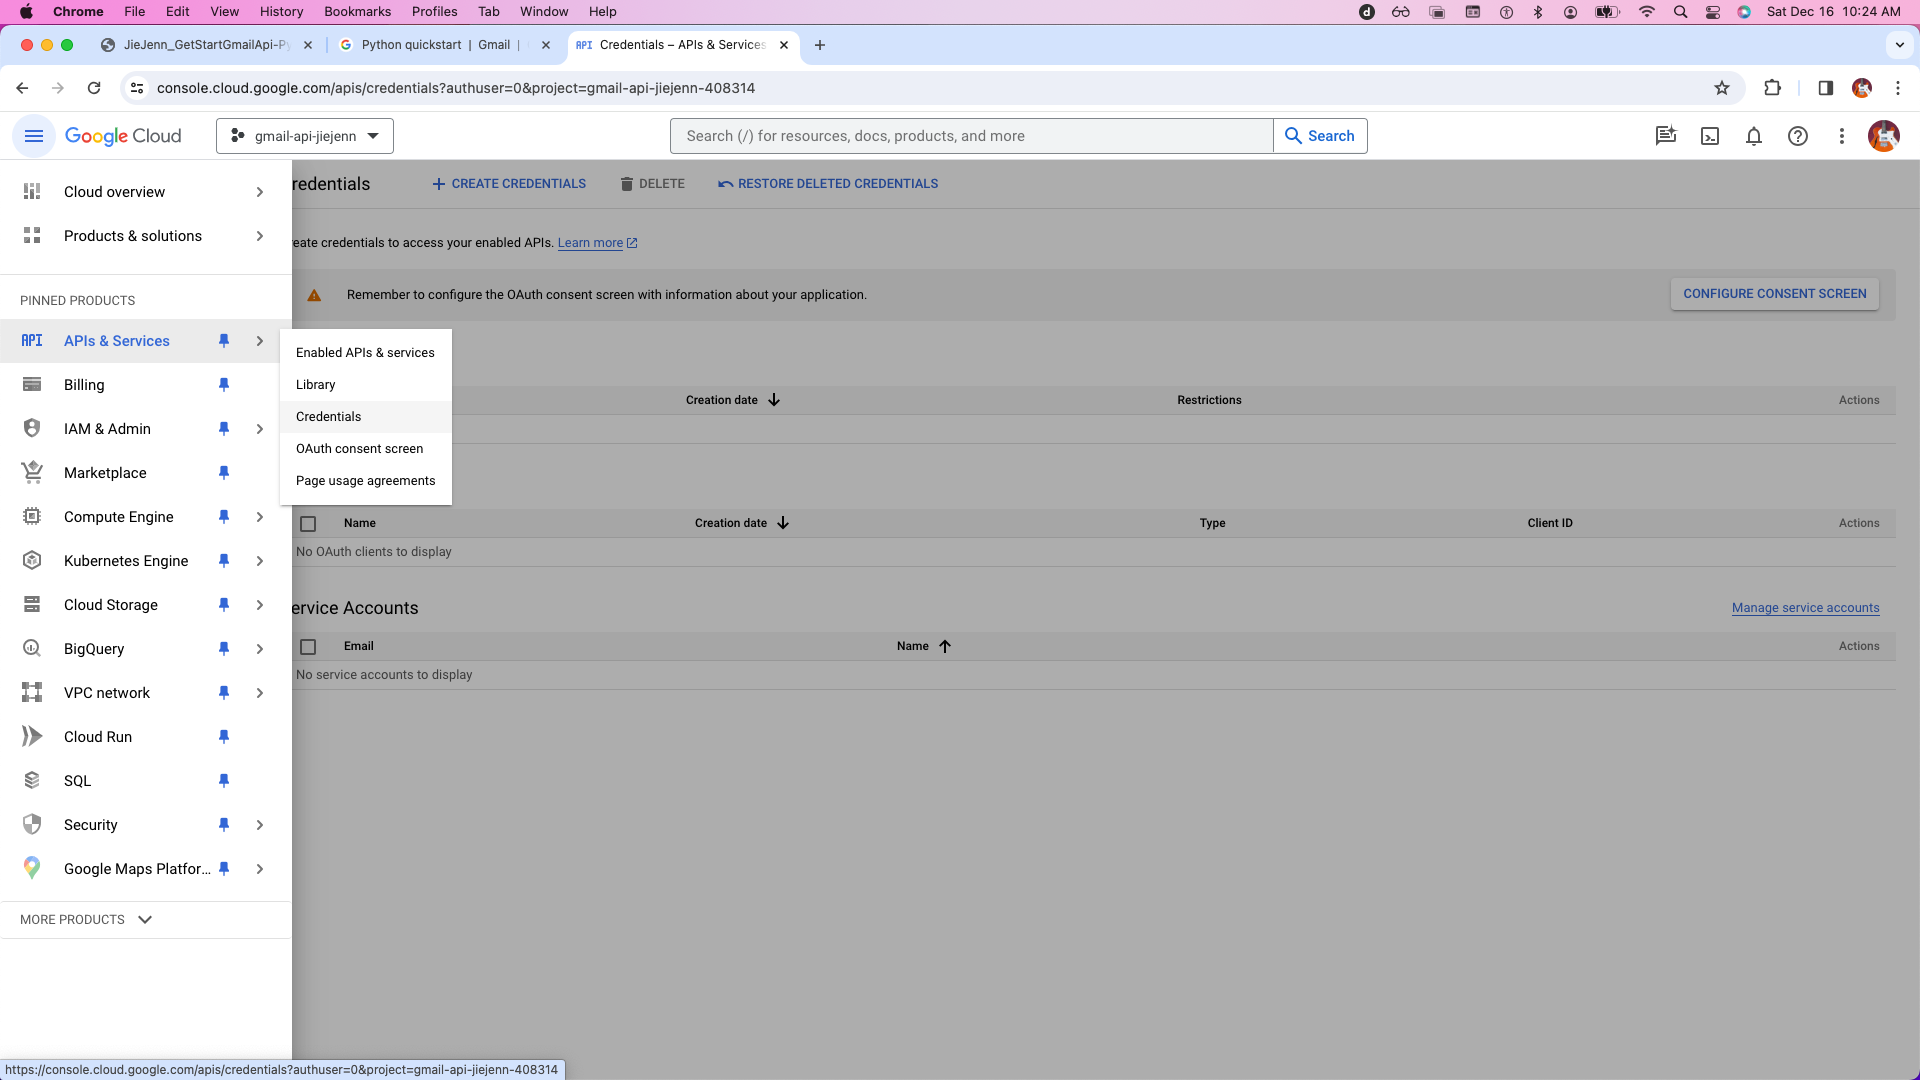 Chrome File Edit View History Bookmarks Profiles Tab Window Help Sat Dec 16 10:24 AM
JieJenn_GetStartGmailApi-Py Python quickstart | Gmail | Credentials – APIs & Services
console.cloud.google.com/apis/credentials?authuser=0&project=gmail-api-jiejenn-408314
Google Cloud gmail-api-jiejenn Search (/) for resources, docs, products, and more Search
Cloud overview
Products & solutions
PINNED PRODUCTS
API APIs & Services
Billing
IAM & Admin
Marketplace
Compute Engine
Kubernetes Engine
Cloud Storage
BigQuery
VPC network
Cloud Run
SQL
Security
Google Maps Platfor...
MORE PRODUCTS
Enabled APIs & services
Library
Credentials
OAuth consent screen
Page usage agreements
redentials CREATE CREDENTIALS DELETE RESTORE DELETED CREDENTIALS
reate credentials to access your enabled APIs. Learn more
Remember to configure the OAuth consent screen with information about your application. CONFIGURE CONSENT SCREEN
Creation date Restrictions Actions
Name Creation date Type Client ID Actions
No OAuth clients to display
ervice Accounts Manage service accounts
Email Name Actions
No service accounts to display
https://console.cloud.google.com/apis/credentials?authuser=0&project=gmail-api-jiejenn-408314